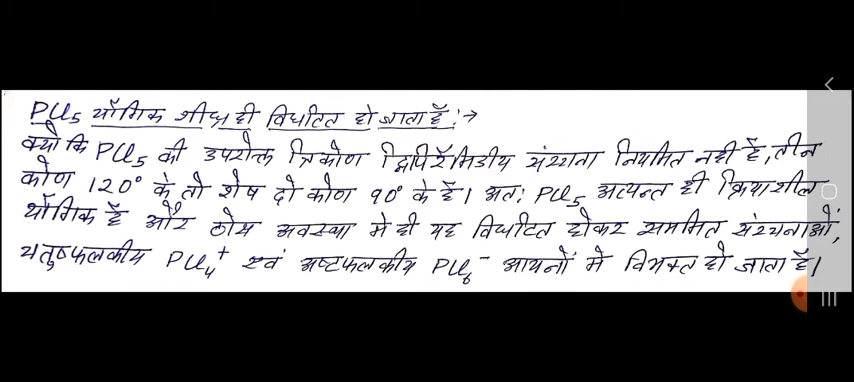 PCl₅ यौगिक शीघ्र ही विघटित हो जाता है :→
क्यो कि PCl₅ की उपरोक्त त्रिकोण द्विपिरैमिडीय संरचना नियमित नही है, तीन
कोण 120° के तो शेष दो कोण 90° के है। अतः PCl₅ अत्यन्त ही क्रियाशील
यौगिक है और ठोस अवस्था मे ही यह विघटित होकर सममित संरचनाओं,
चतुष्फलकीय PCl₄⁺ एवं अष्टफलकीय PCl₆⁻ आयनों मे विभक्त हो जाता है।